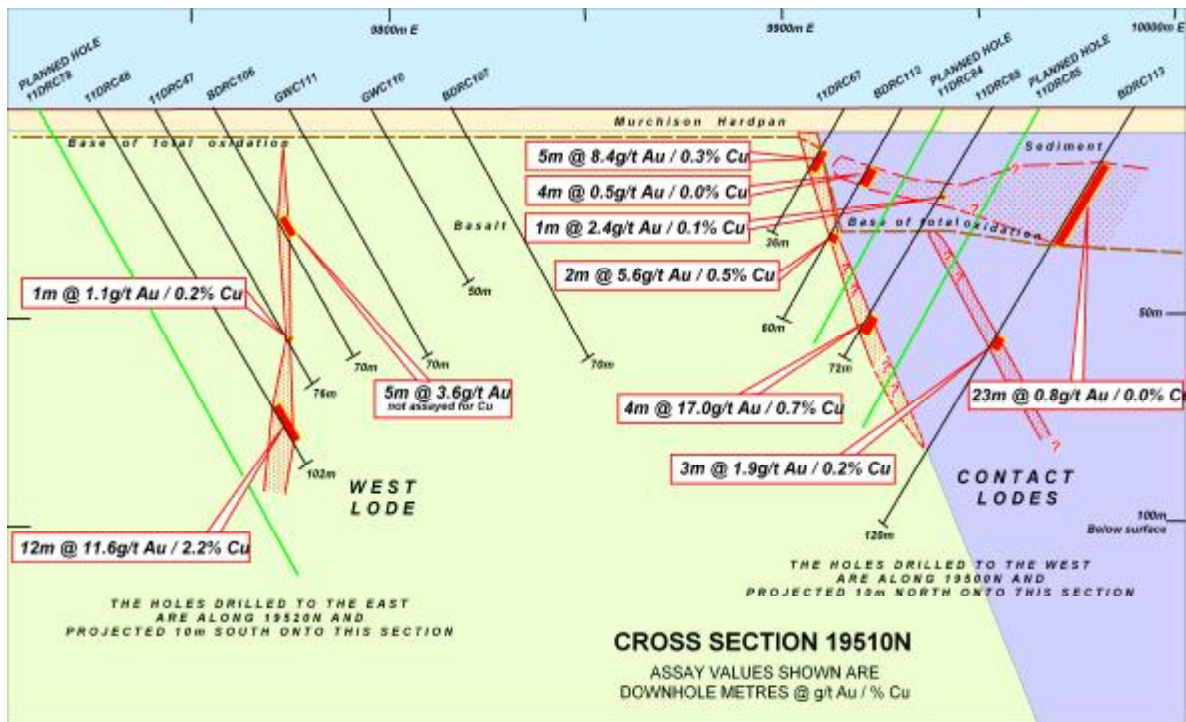 9800m E
9900m E
10000m E
PLANNED HOLE
11DRC79
11DRC48
11DRC47
BDRC106
GWC111
GWC110
BDRC107
11DRC67
BDRC112
PLANNED HOLE
11DRC84
11DRC68
PLANNED HOLE
11DRC85
BDRC113
Murchison Hardpan
Base of total oxidation
Sediment
5m @ 8.4g/t Au / 0.3% Cu
4m @ 0.5g/t Au / 0.0% Cu
1m @ 2.4g/t Au / 0.1% Cu
Basalt
Base of total oxidation
36m
2m @ 5.6g/t Au / 0.5% Cu
50m
1m @ 1.1g/t Au / 0.2% Cu
60m
50m
70m
70m
70m
72m
76m
5m @ 3.6g/t Au
not assayed for Cu
23m @ 0.8g/t Au / 0.0% C
4m @ 17.0g/t Au / 0.7% Cu
3m @ 1.9g/t Au / 0.2% Cu
102m
WEST
LODE
CONTACT
LODES
100m
Below surface
120m
12m @ 11.6g/t Au / 2.2% Cu
THE HOLES DRILLED TO THE WEST
ARE ALONG 19500N AND
PROJECTED 10m NORTH ONTO THIS SECTION
THE HOLES DRILLED TO THE EAST
ARE ALONG 19520N AND
PROJECTED 10m SOUTH ONTO THIS SECTION
CROSS SECTION 19510N
ASSAY VALUES SHOWN ARE
DOWNHOLE METRES @ g/t Au / % Cu